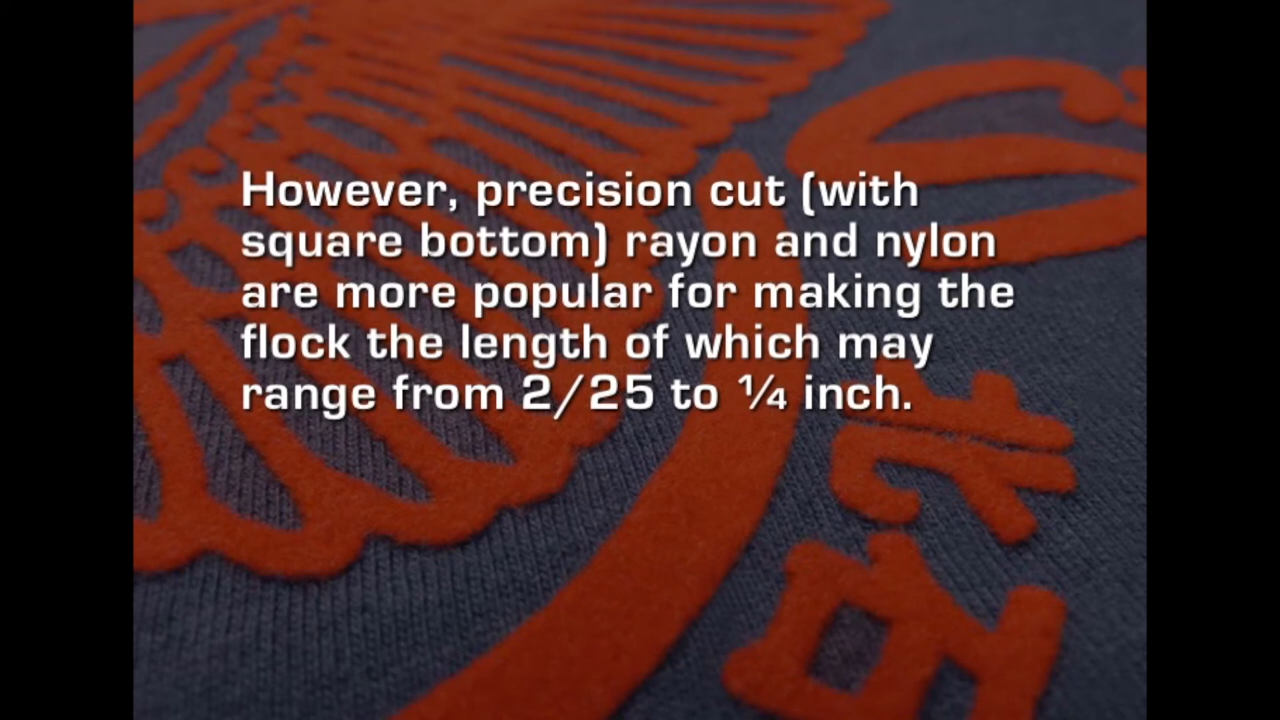 However, precision cut (with
square bottom) rayon and nylon
are more popular for making the
flock the length of which may
range from 2/25 to ¼ inch.